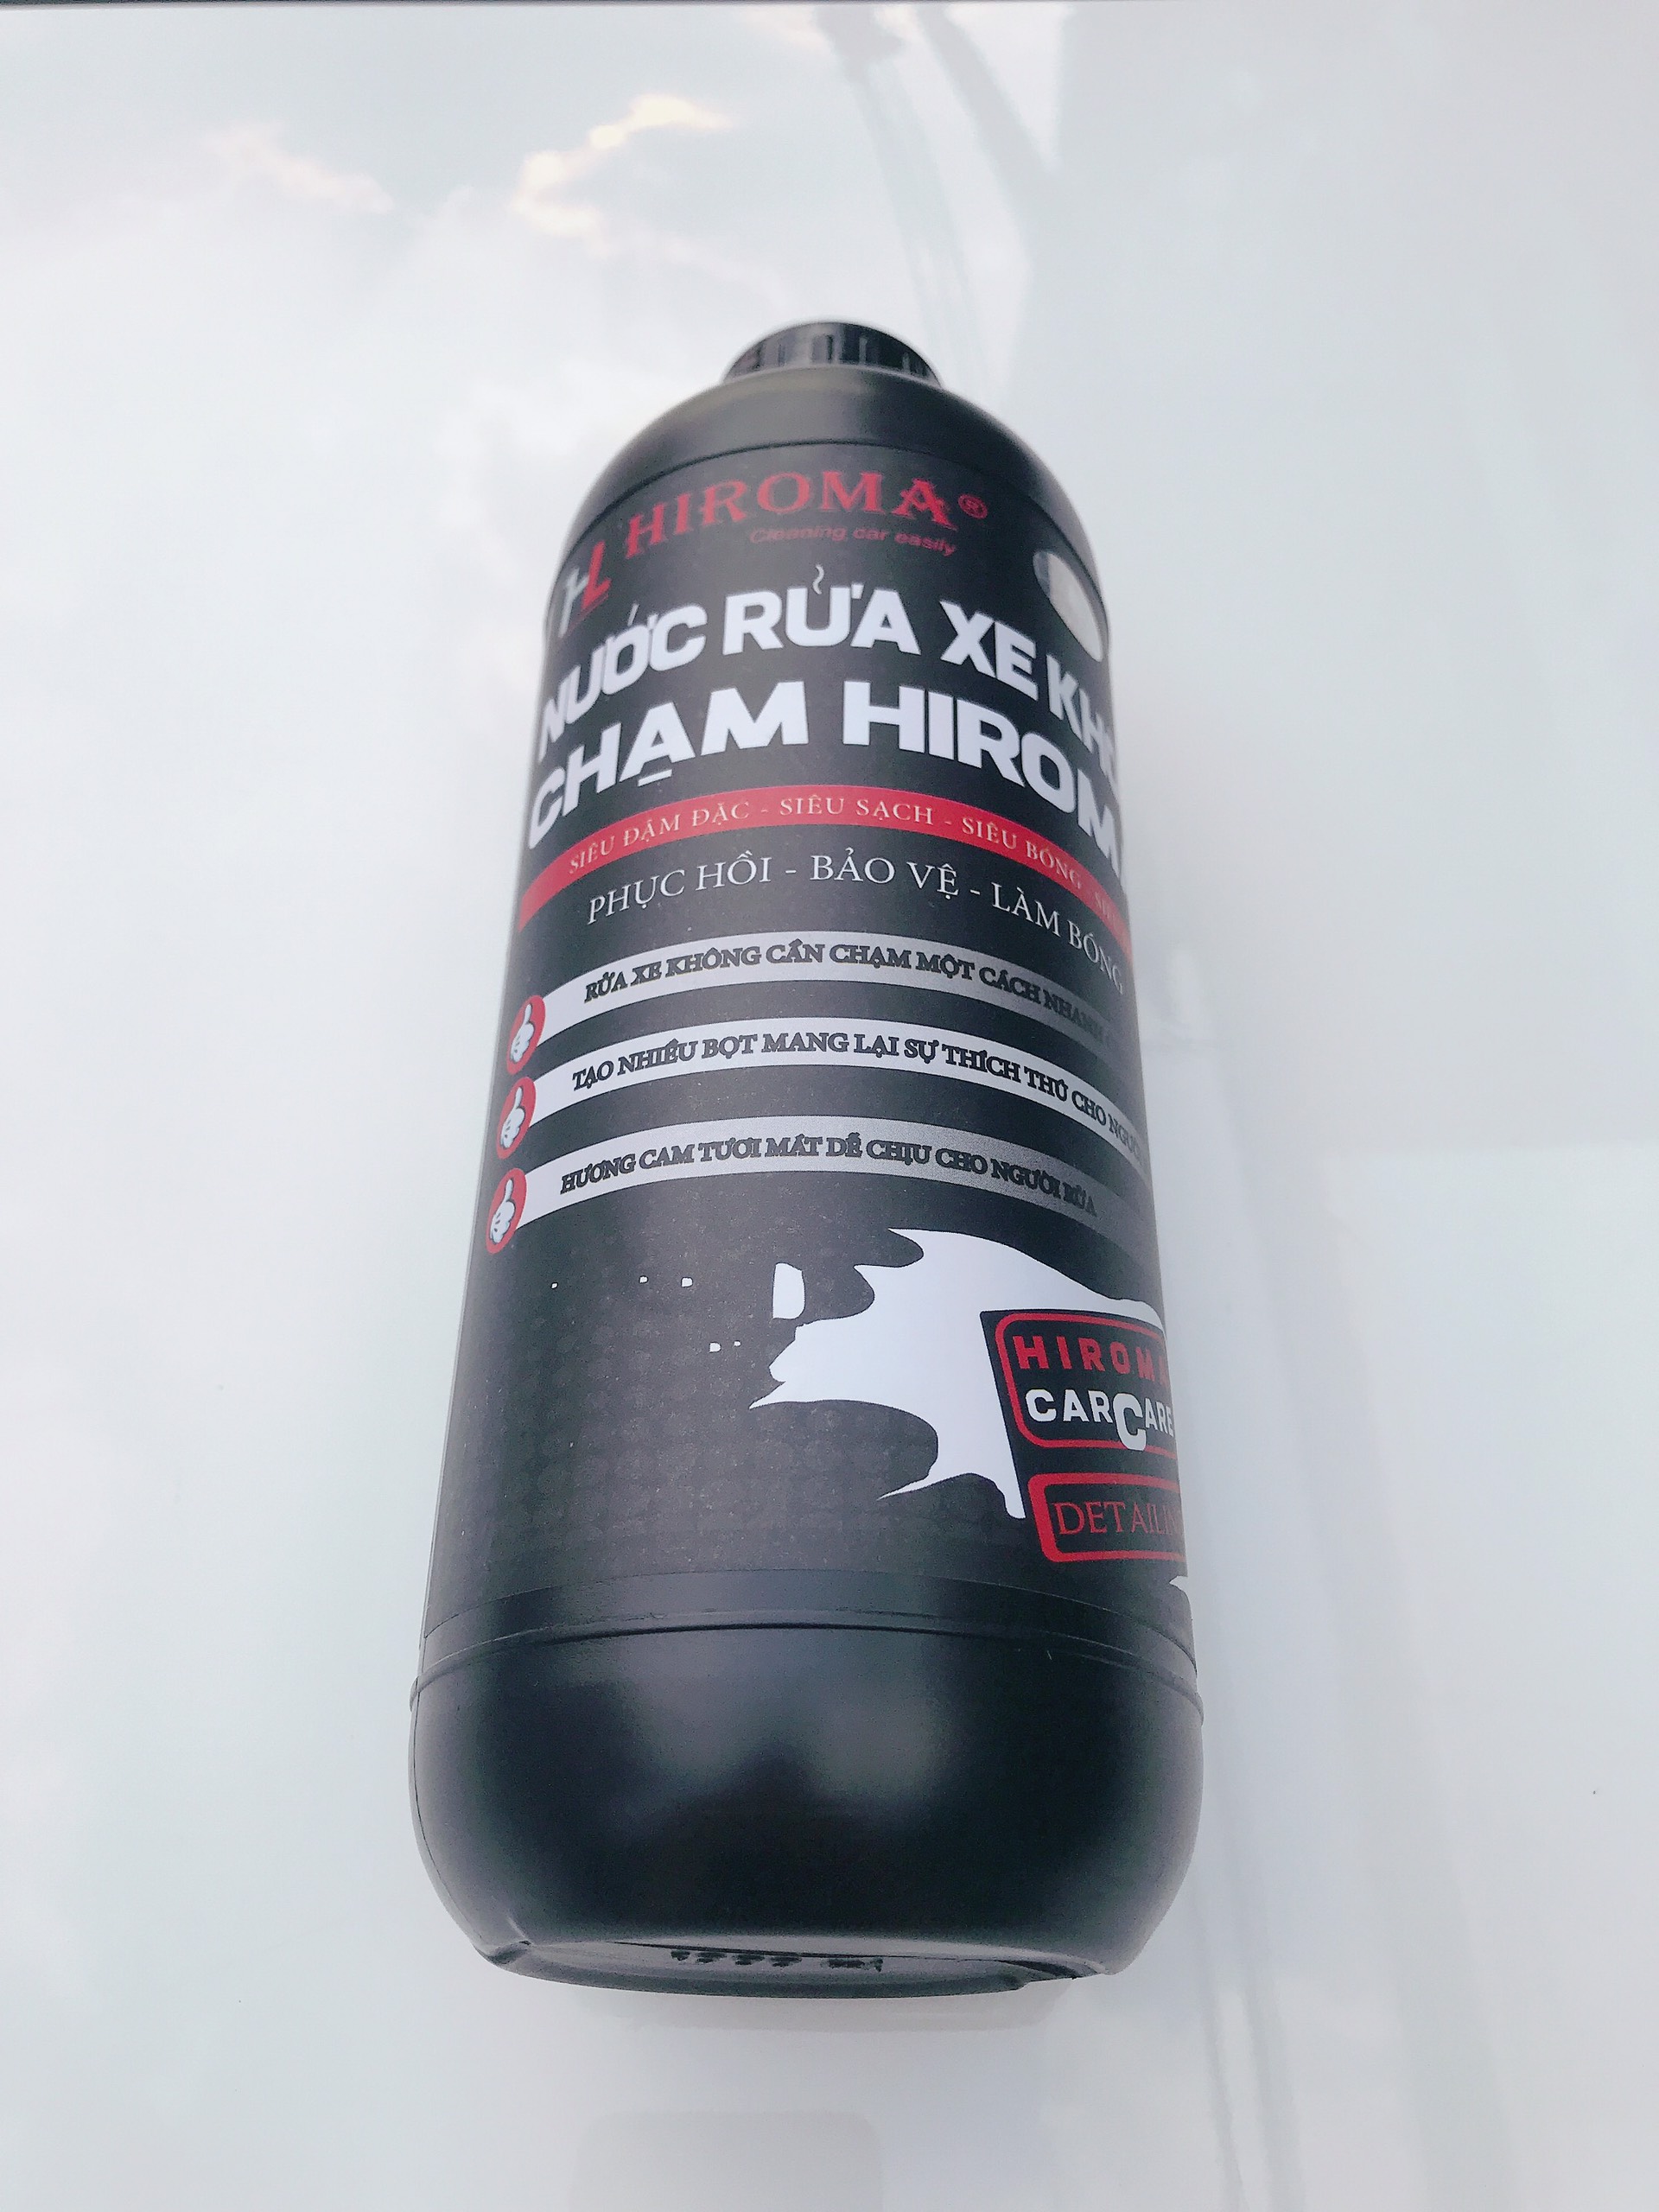 HL HIROMA®
Cleaning car easily
NƯỚC RỬA XE
CHẠM HIROM
SIÊU ĐẬM ĐẶC - SIÊU SẠCH - SIÊU BÓNG -
PHỤC HỒI - BẢO VỆ - LÀM BÓNG
RỬA XE KHÔNG CẦN CHẠM MỘT CÁCH NHANH
TẠO NHIỀU BỌT MANG LẠI SỰ THÍCH THÚ CHO NGƯỜI
HƯƠNG CAM TƯƠI MÁT DỄ CHỊU CHO NGƯỜI RỬA
HIROMA
CARCARE
DETAILIN